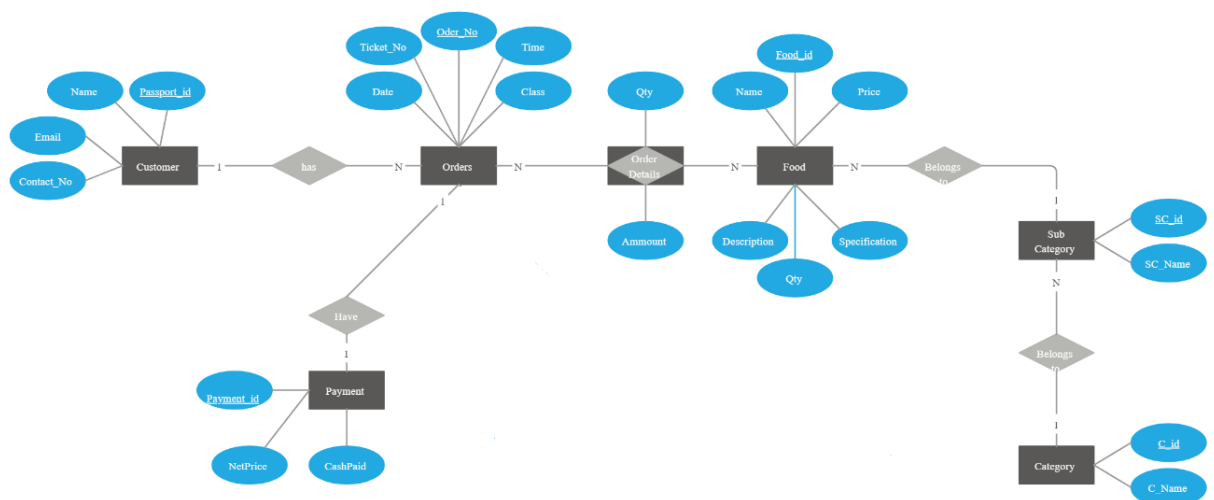 Oder_No
Ticket_No
Time
Food_id
Name
Passport_id
Date
Class
Qty
Name
Price
Email
Customer
1
has
N
Orders
N
Order
Details
N
Food
N
Belongs
to
Contact_No
1
1
SC_id
Sub
Category
Ammount
Description
Specification
SC_Name
Qty
N
Have
1
Belongs
to
Payment_id
Payment
1
C_id
NetPrice
CashPaid
Category
C_Name